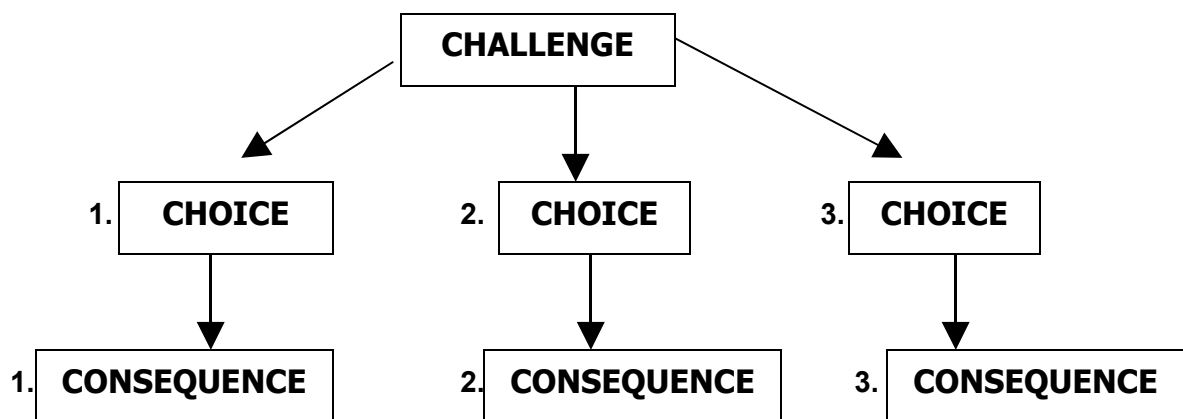 CHALLENGE
1. CHOICE 2. CHOICE 3. CHOICE
1. CONSEQUENCE 2. CONSEQUENCE 3. CONSEQUENCE